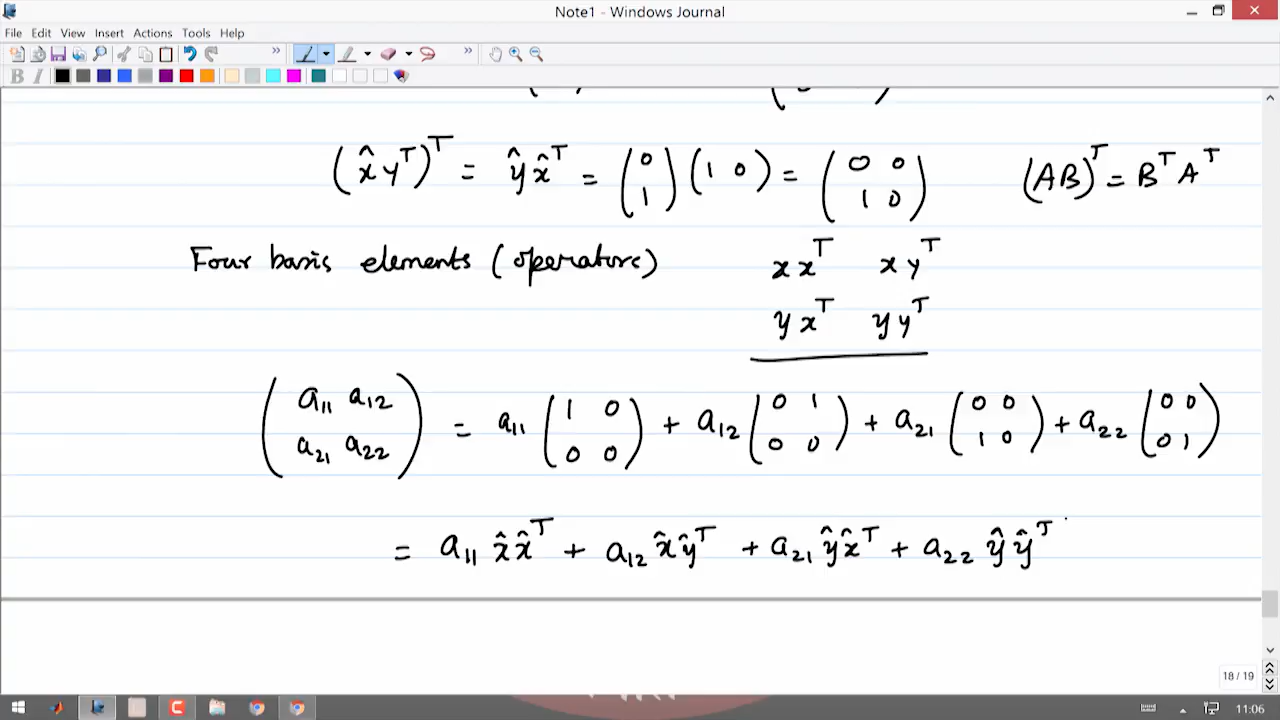 Note1 - Windows Journal
File Edit View Insert Actions Tools Help
(x̂ yᵀ)ᵀ = ŷ x̂ᵀ = (0 1) (1 0) = (0 0 1 0) (AB)ᵀ = Bᵀ Aᵀ
Four basis elements (operators) x xᵀ x yᵀ
y xᵀ y yᵀ
(a₁₁ a₁₂ a₂₁ a₂₂) = a₁₁ (1 0 0 0) + a₁₂ (0 1 0 0) + a₂₁ (0 0 1 0) + a₂₂ (0 0 0 1)
= a₁₁ x̂ x̂ᵀ + a₁₂ x̂ ŷᵀ + a₂₁ ŷ x̂ᵀ + a₂₂ ŷ ŷᵀ
18 / 19
11:06